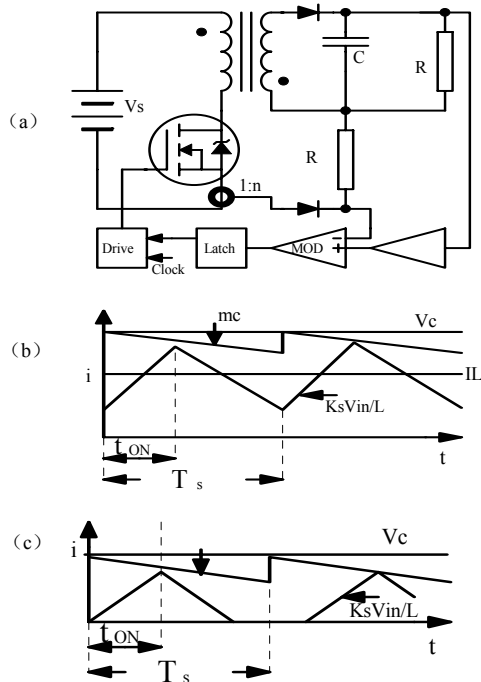 (a)
Vs
C
R
R
1:n
Drive
Latch
MOD
Clock
(b)
mc
Vc
i
IL
KsVin/L
t ON
t
T s
(c)
i
Vc
KsVin/L
t ON
t
T s